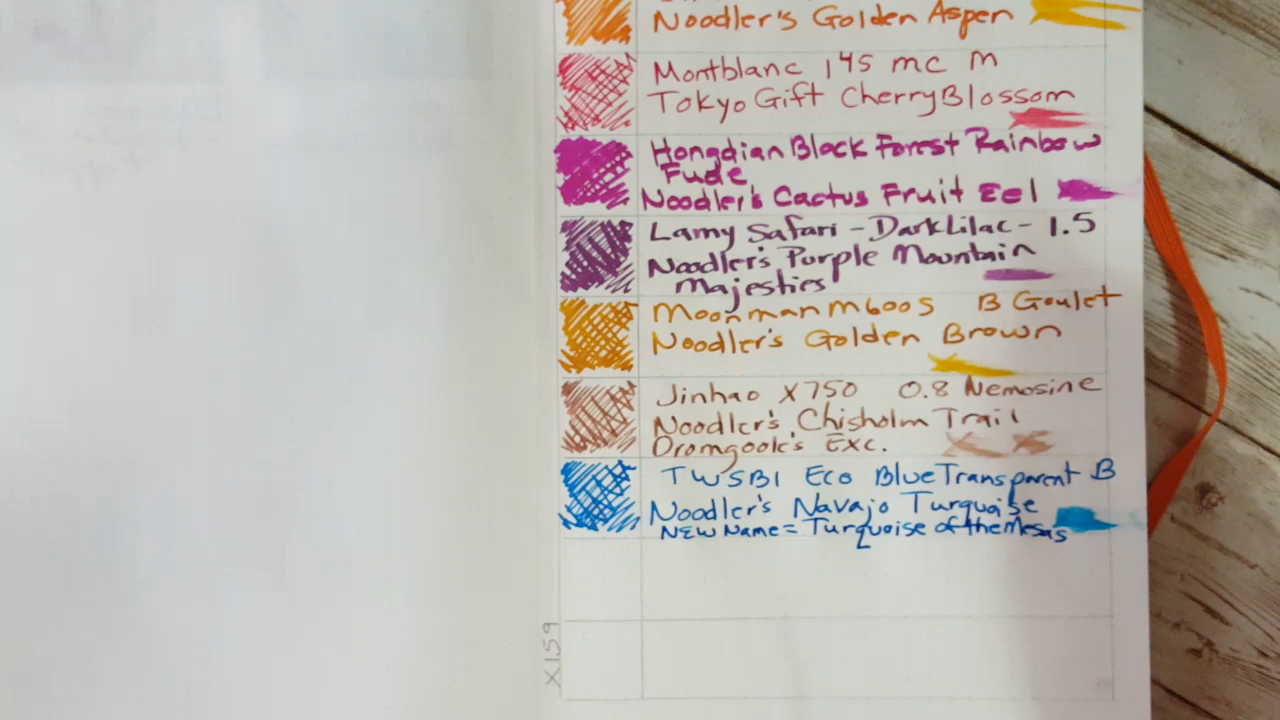 Noodler's Golden Aspen
Montblanc 145 MC M
Tokyo Gift Cherry Blossom
Hongdian Black Forest Rainbow
Fude
Noodler's Cactus Fruit Eel
Lamy Safari - Dark Lilac - 1.5
Noodler's Purple Mountain
Majesties
Moonman M600S B Goulet
Noodler's Golden Brown
Jinhao X750 0.8 Nemosine
Noodler's Chisholm Trail
Dromgoole's Exc.
TWSBI Eco Blue Transparent B
Noodler's Navajo Turquoise
New Name = Turquoise of the Mesas
X159